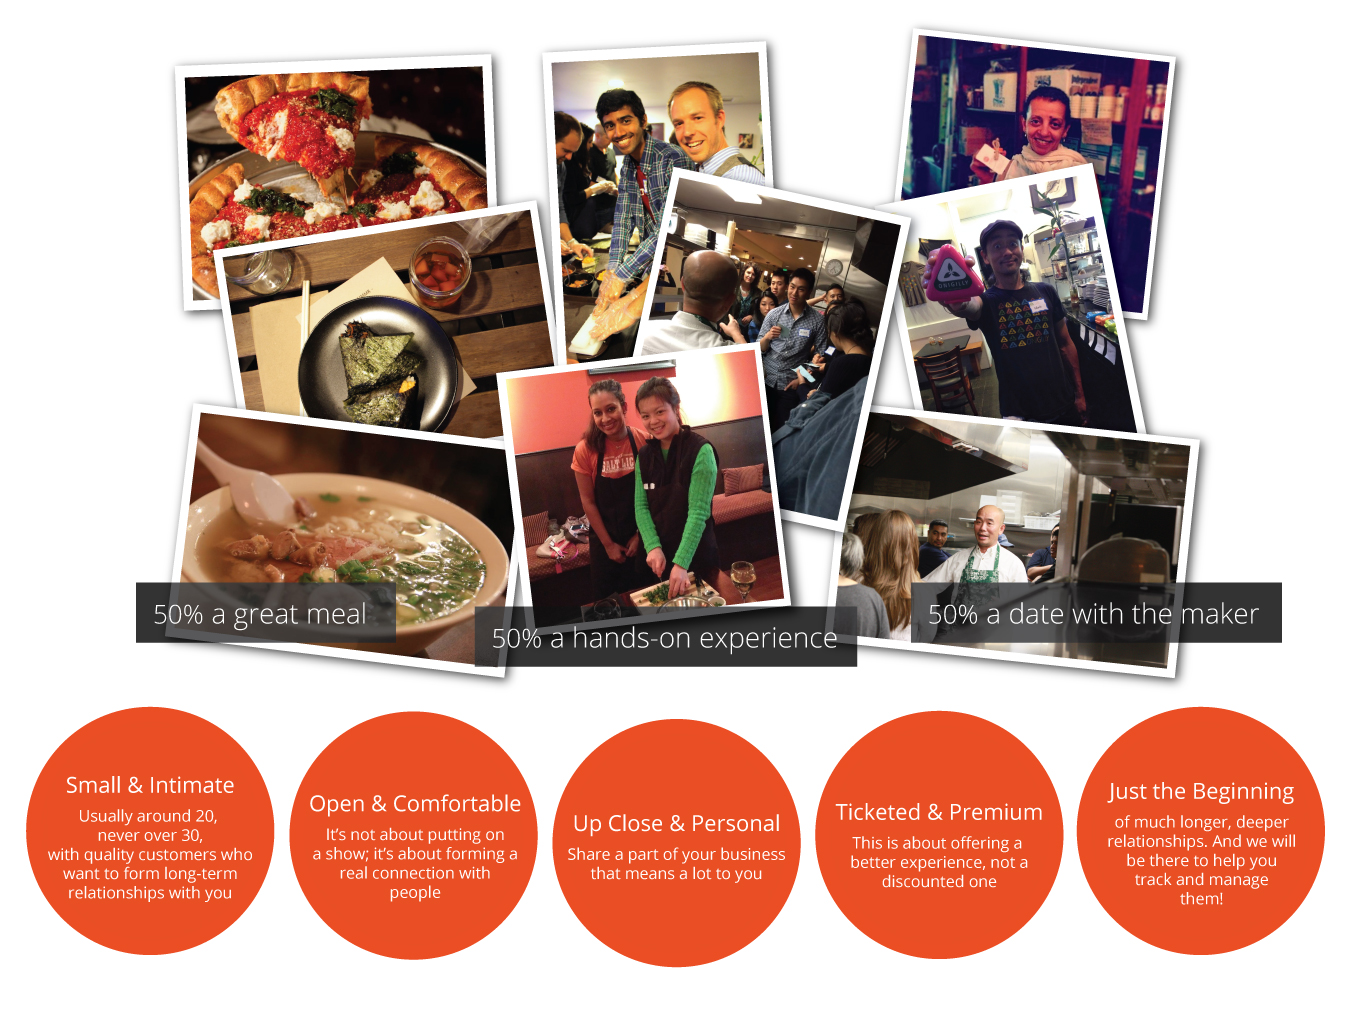 50% a great meal
50% a hands-on experience
50% a date with the maker
Small & Intimate
Usually around 20,
never over 30,
with quality customers who
want to form long-term
relationships with you
Open & Comfortable
It’s not about putting on
a show; it’s about forming a
real connection with
people
Up Close & Personal
Share a part of your business
that means a lot to you
Ticketed & Premium
This is about offering a
better experience, not a
discounted one
Just the Beginning
of much longer, deeper
relationships. And we will
be there to help you
track and manage
them!